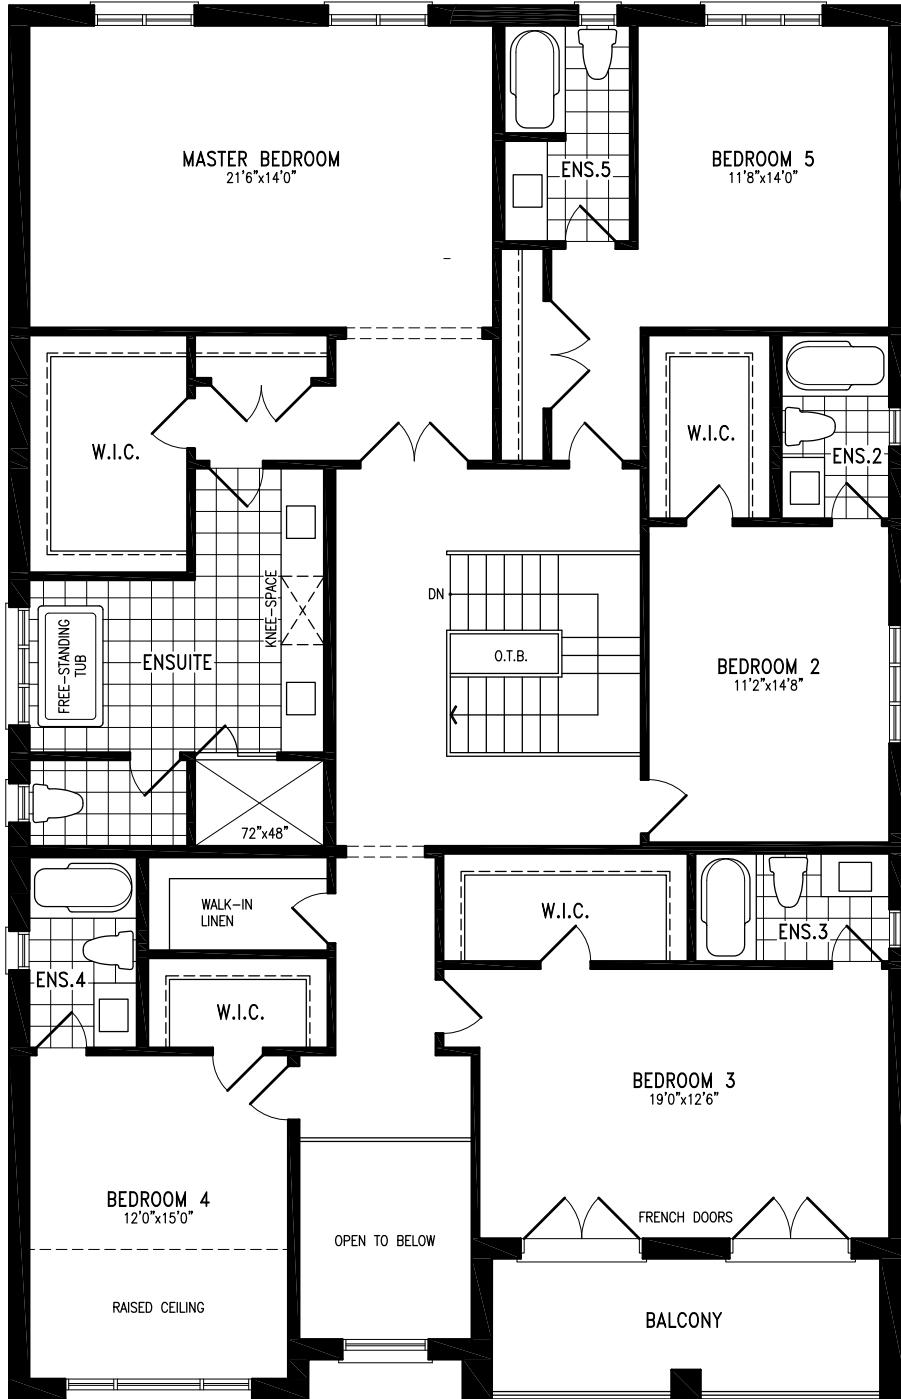 MASTER BEDROOM
21'6"x14'0"
ENS.5
BEDROOM 5
11'8"x14'0"
W.I.C.
W.I.C.
ENS.2
KNEE-SPACE
DN
O.T.B.
FREE-STANDING
TUB
ENSUITE
BEDROOM 2
11'2"x14'8"
72"x48"
WALK-IN
LINEN
W.I.C.
ENS.3
ENS.4
W.I.C.
BEDROOM 3
19'0"x12'6"
BEDROOM 4
12'0"x15'0"
FRENCH DOORS
OPEN TO BELOW
RAISED CEILING
BALCONY